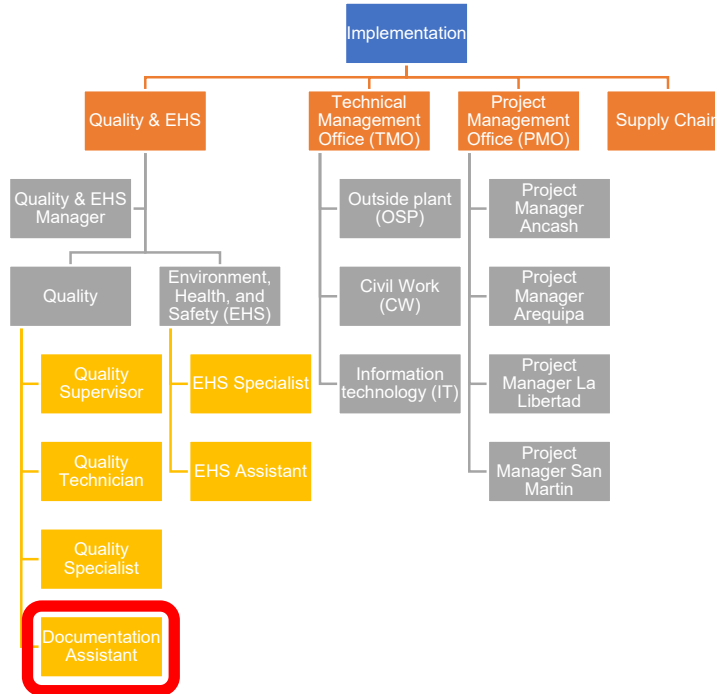 Implementation
Quality & EHS
Technical
Management
Office (TMO)
Project
Management
Office (PMO)
Supply Chain
Quality & EHS
Manager
Outside plant
(OSP)
Project
Manager
Ancash
Quality
Environment,
Health, and
Safety (EHS)
Civil Work
(CW)
Project
Manager
Arequipa
Quality
Supervisor
EHS Specialist
Information
technology (IT)
Project
Manager La
Libertad
Quality
Technician
EHS Assistant
Project
Manager San
Martin
Quality
Specialist
Documentation
Assistant